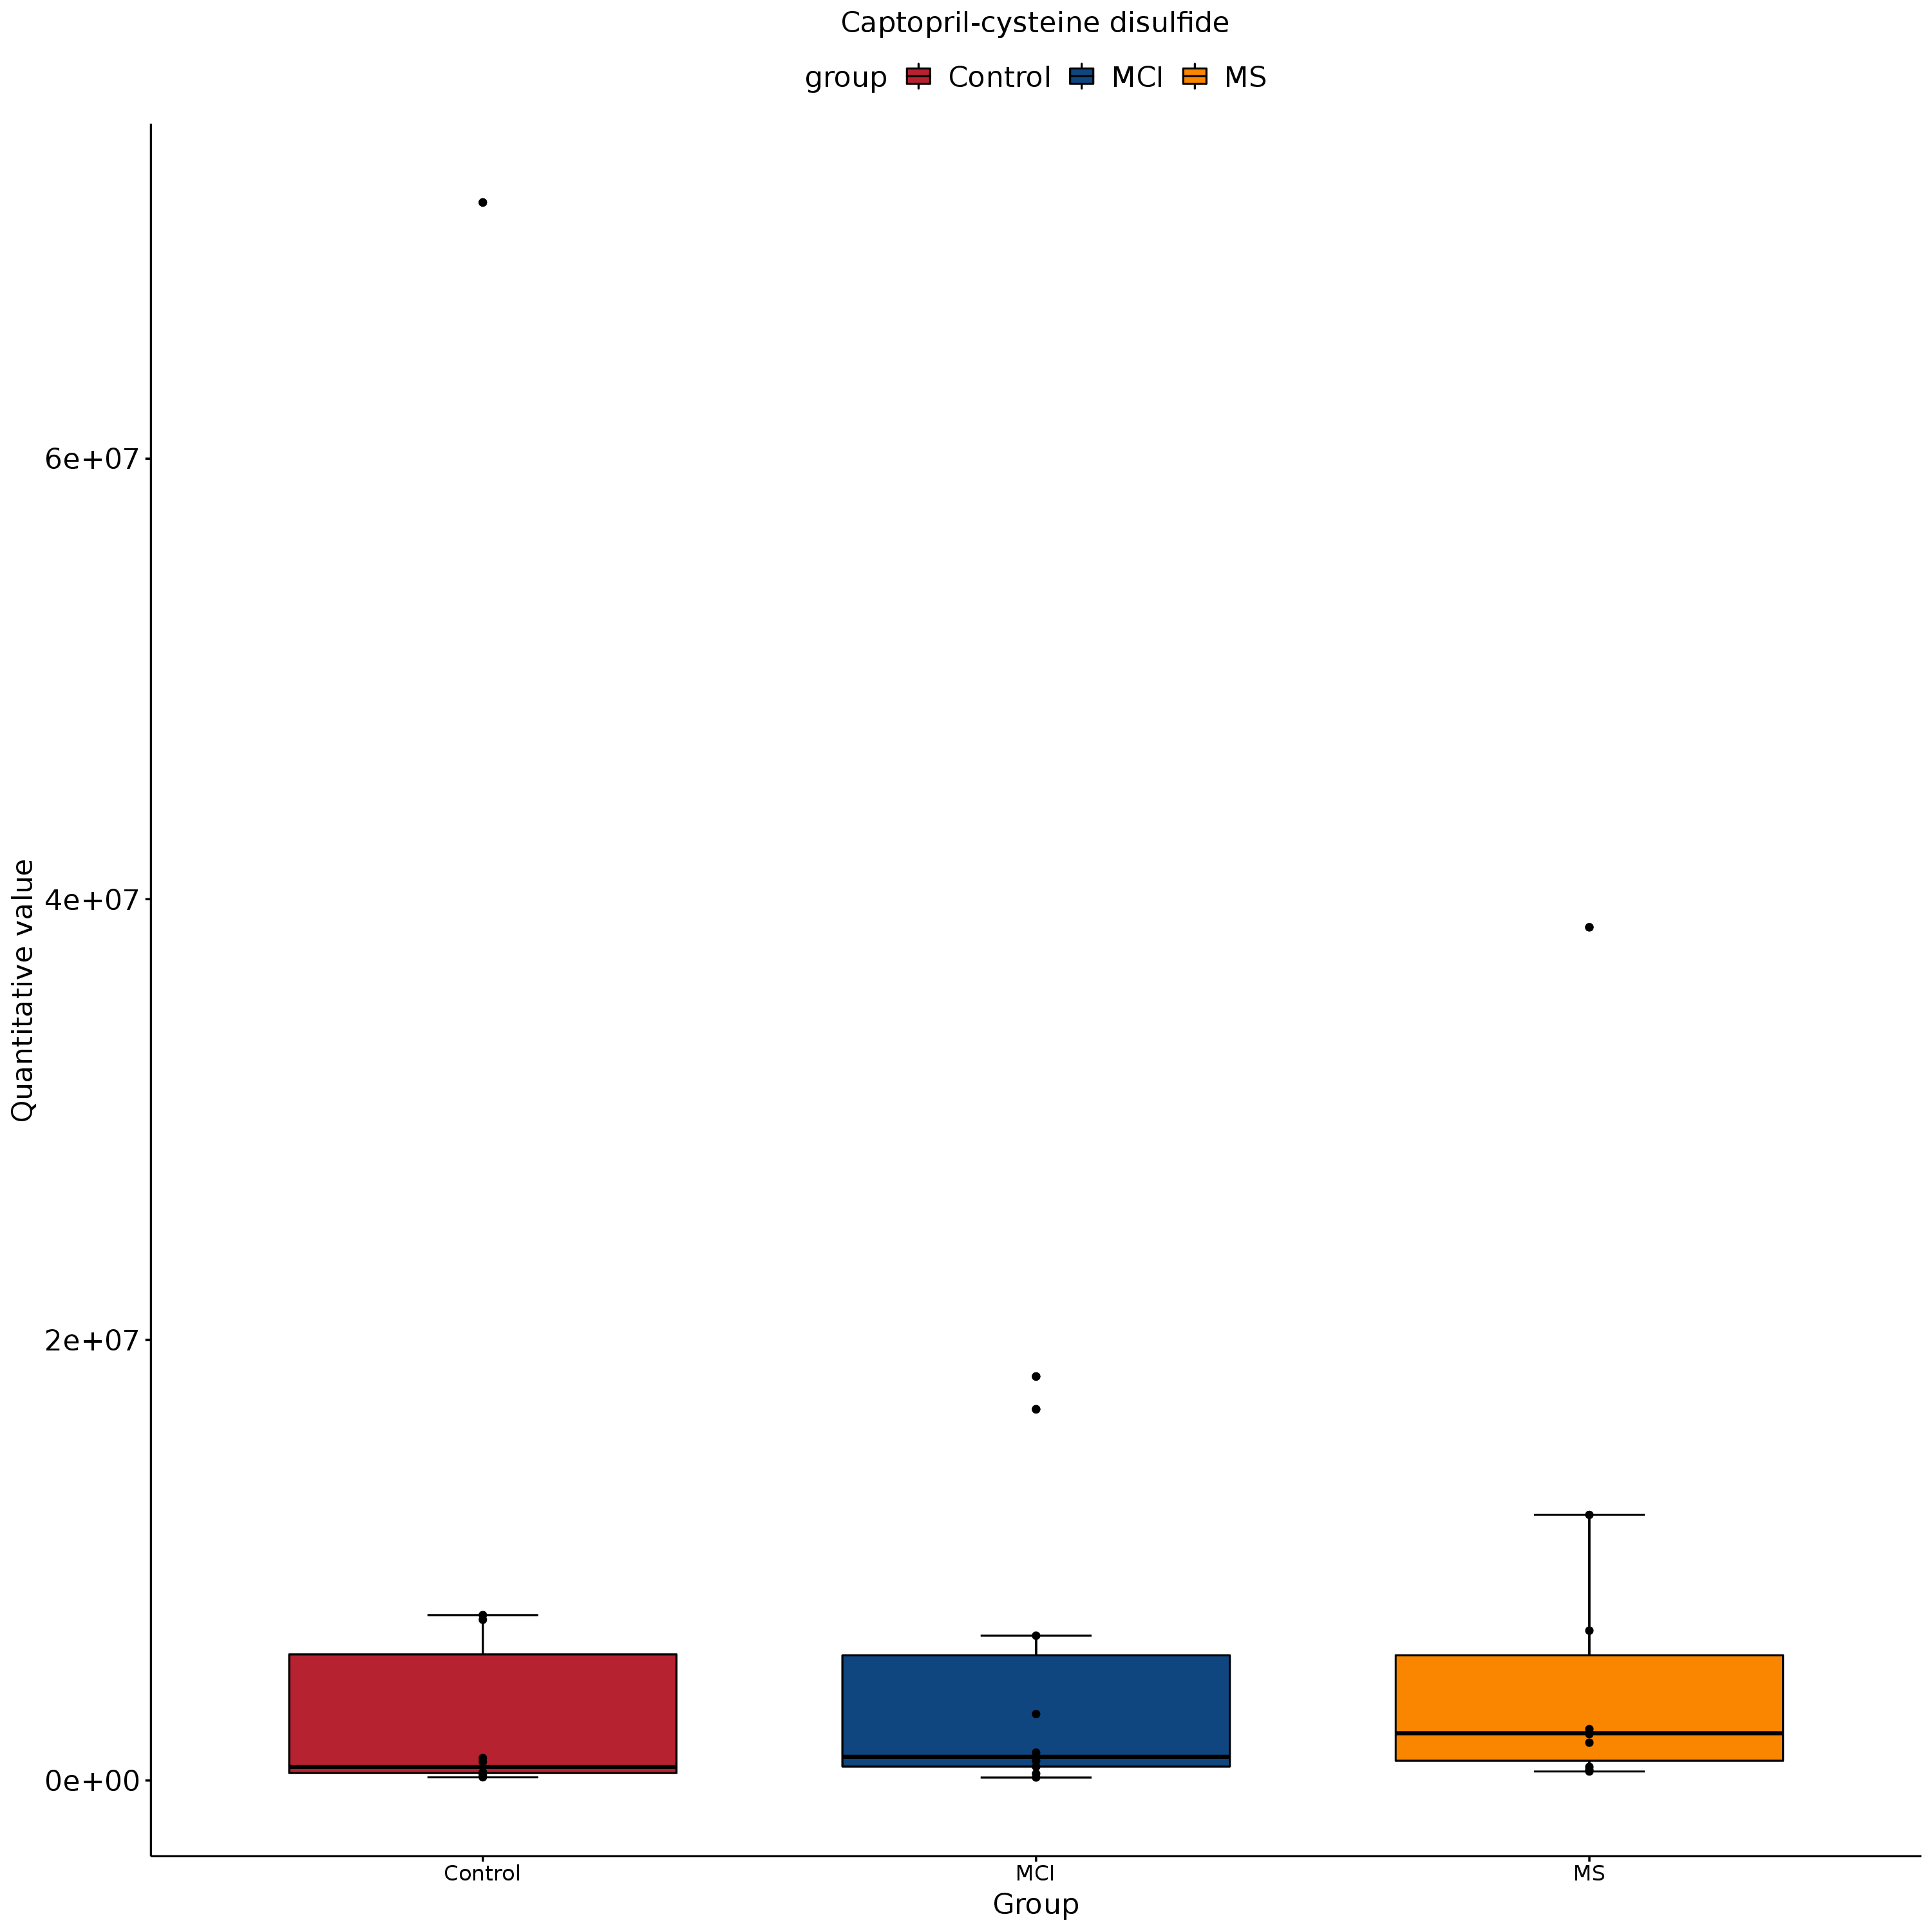 Captopril-cysteine disulfide
group Control MCI MS
Quantitative value
6e+07
4e+07
2e+07
0e+00
Control MCI MS
Group